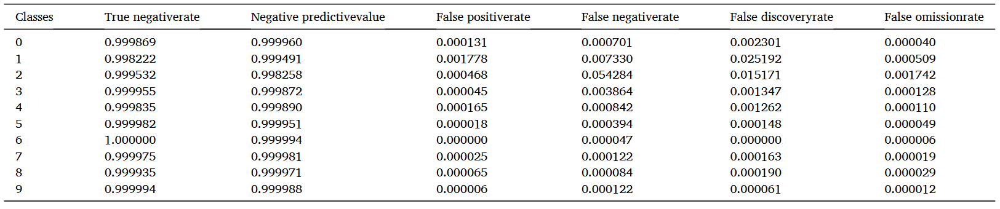 Classes True negativerate Negative predictivevalue False positiverate False negativerate False discoveryrate False omissionrate
0 0.999869 0.999960 0.000131 0.000701 0.002301 0.000040
1 0.998222 0.999491 0.001778 0.007330 0.025192 0.000509
2 0.999532 0.998258 0.000468 0.054284 0.015171 0.001742
3 0.999955 0.999872 0.000045 0.003864 0.001347 0.000128
4 0.999835 0.999890 0.000165 0.000842 0.001262 0.000110
5 0.999982 0.999951 0.000018 0.000394 0.000148 0.000049
6 1.000000 0.999994 0.000000 0.000047 0.000000 0.000006
7 0.999975 0.999981 0.000025 0.000122 0.000163 0.000019
8 0.999935 0.999971 0.000065 0.000084 0.000190 0.000029
9 0.999994 0.999988 0.000006 0.000122 0.000061 0.000012